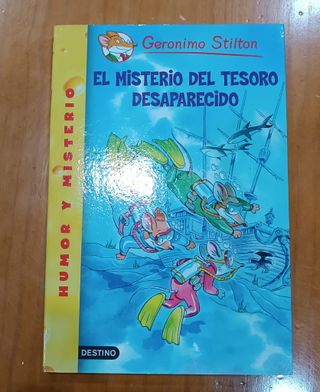 Geronimo Stilton
EL MISTERIO DEL TESORO
DESAPARECIDO
HUMOR Y MISTERIO
DESTINO